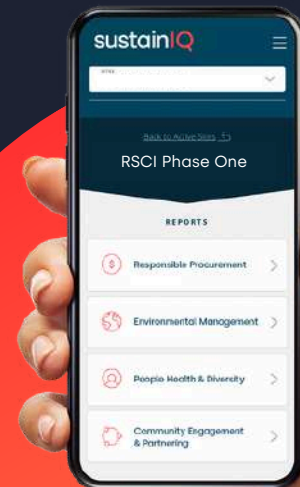 sustainIQ
Back to Active Sites
RSCI Phase One
REPORTS
Responsible Procurement
Environmental Management
People Health & Diversity
Community Engagement
& Partnering